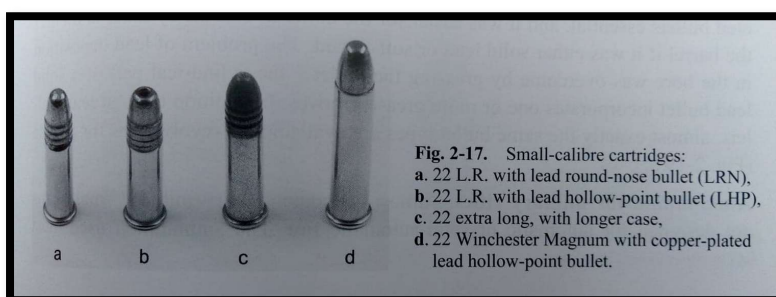 a
b
c
d
Fig. 2-17. Small-calibre cartridges:
a. 22 L.R. with lead round-nose bullet (LRN),
b. 22 L.R. with lead hollow-point bullet (LHP),
c. 22 extra long, with longer case,
d. 22 Winchester Magnum with copper-plated
lead hollow-point bullet.